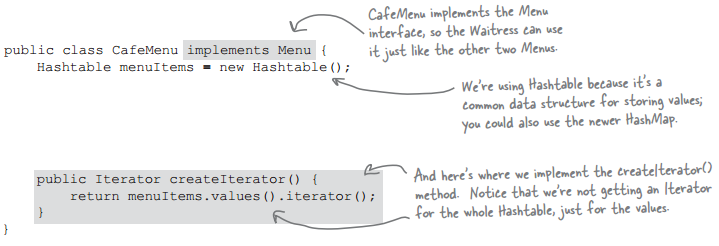 CafeMenu implements the Menu
interface, so the Waitress can use
it just like the other two Menus.
public class CafeMenu implements Menu {
Hashtable menuItems = new Hashtable();
We're using Hashtable because it's a
common data structure for storing values;
you could also use the newer HashMap.
public Iterator createIterator() {
return menuItems.values().iterator();
}
And here's where we implement the createIterator()
method. Notice that we're not getting an Iterator
for the whole Hashtable, just for the values.
}